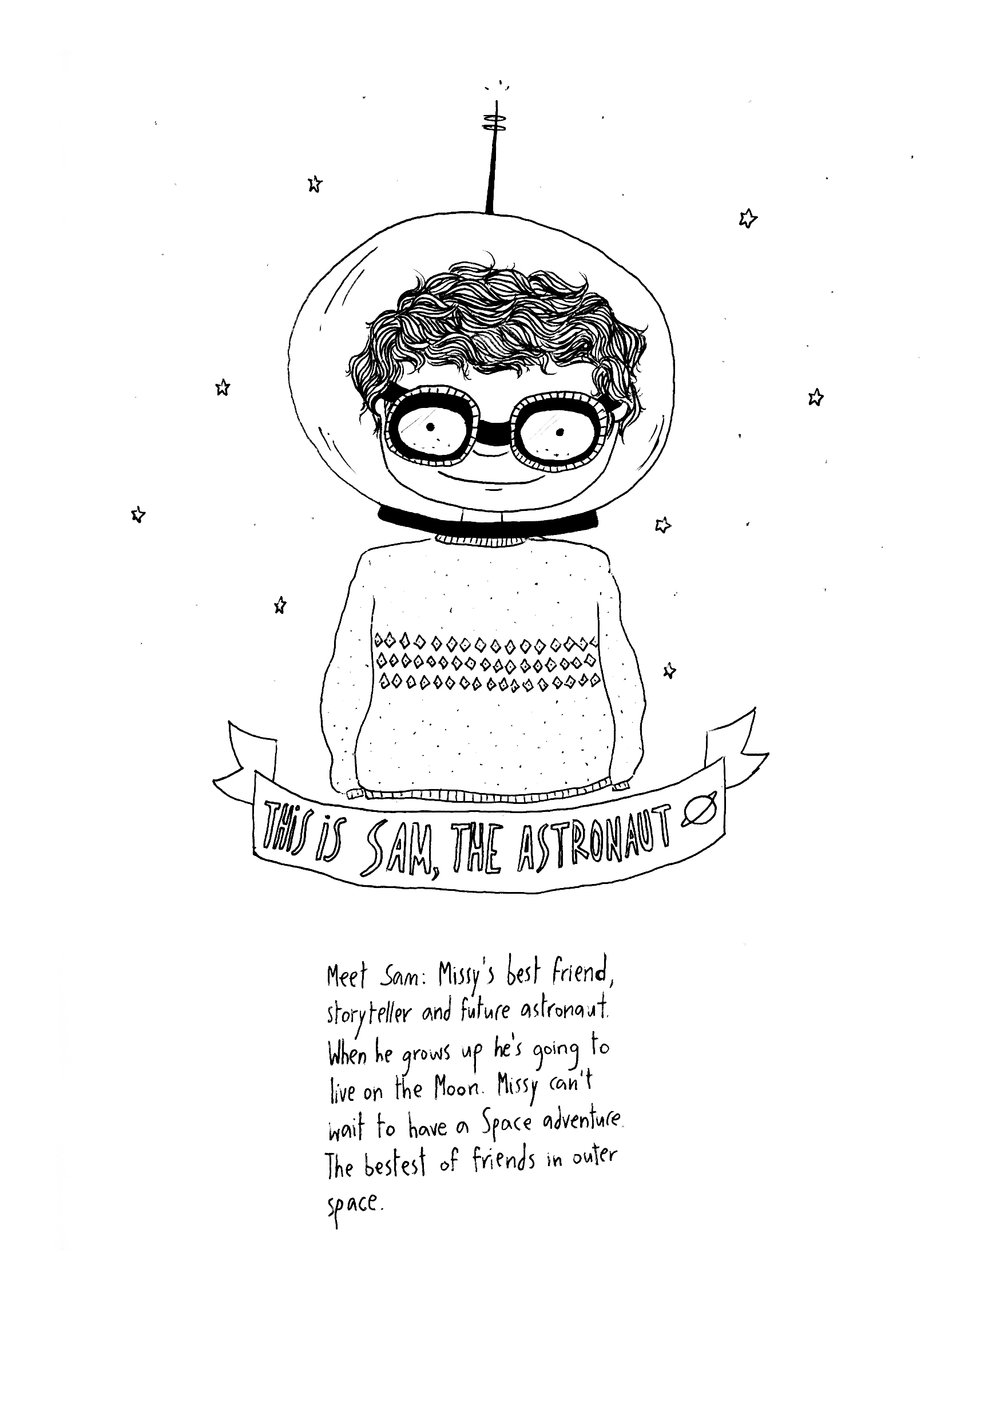 THiS iS SAM, THE ASTRONAUT
Meet Sam: Missy's best friend,
storyteller and future astronaut.
When he grows up he's going to
live on the Moon. Missy can't
wait to have a Space adventure.
The bestest of friends in outer
space.